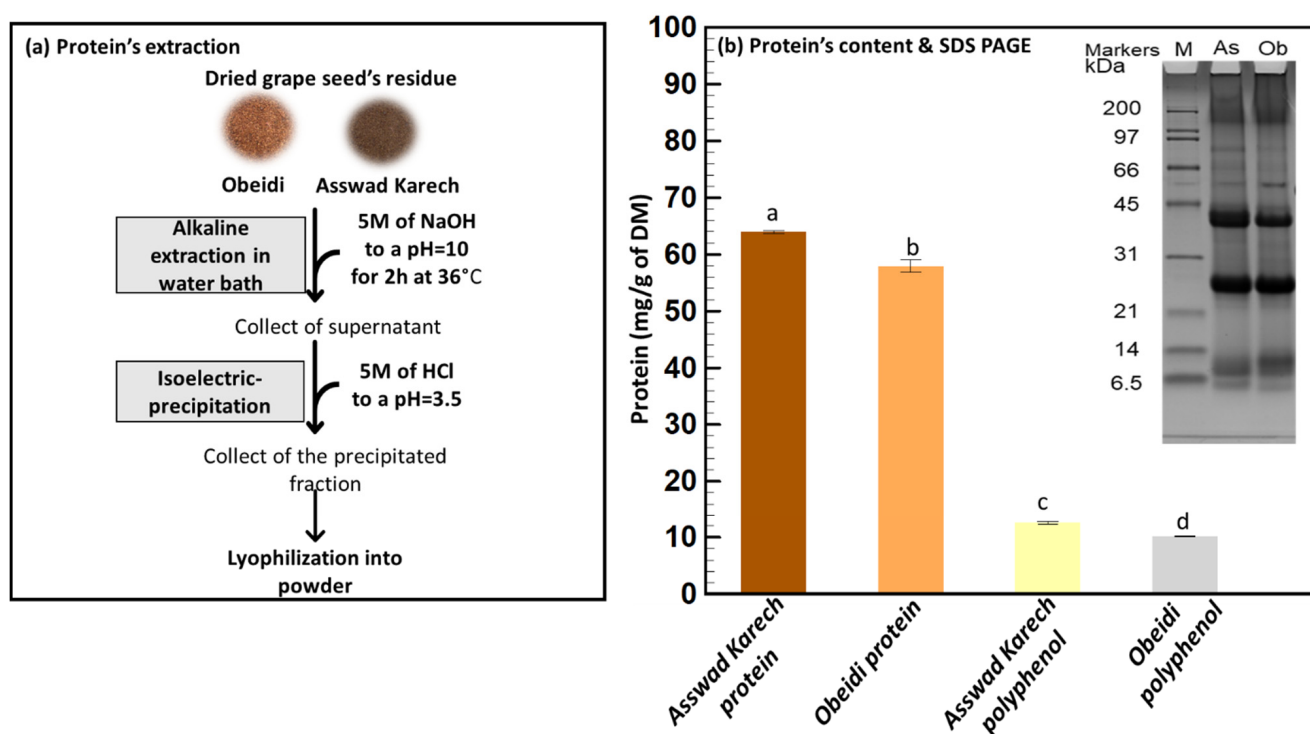 (a) Protein’s extraction
Dried grape seed’s residue
Obeidi
Asswad Karech
Alkaline
extraction in
water bath
5M of NaOH
to a pH=10
for 2h at 36°C
Collect of supernatant
Isoelectric-
precipitation
5M of HCl
to a pH=3.5
Collect of the precipitated
fraction
Lyophilization into
powder
(b) Protein’s content & SDS PAGE
Protein (mg/g of DM)
100
90
80
70
60
50
40
30
20
10
0
a
b
c
d
Asswad Karech
protein
Obeidi protein
Asswad Karech
polyphenol
Obeidi
polyphenol
Markers M As Ob
kDa
200
97
66
45
31
21
14
6.5